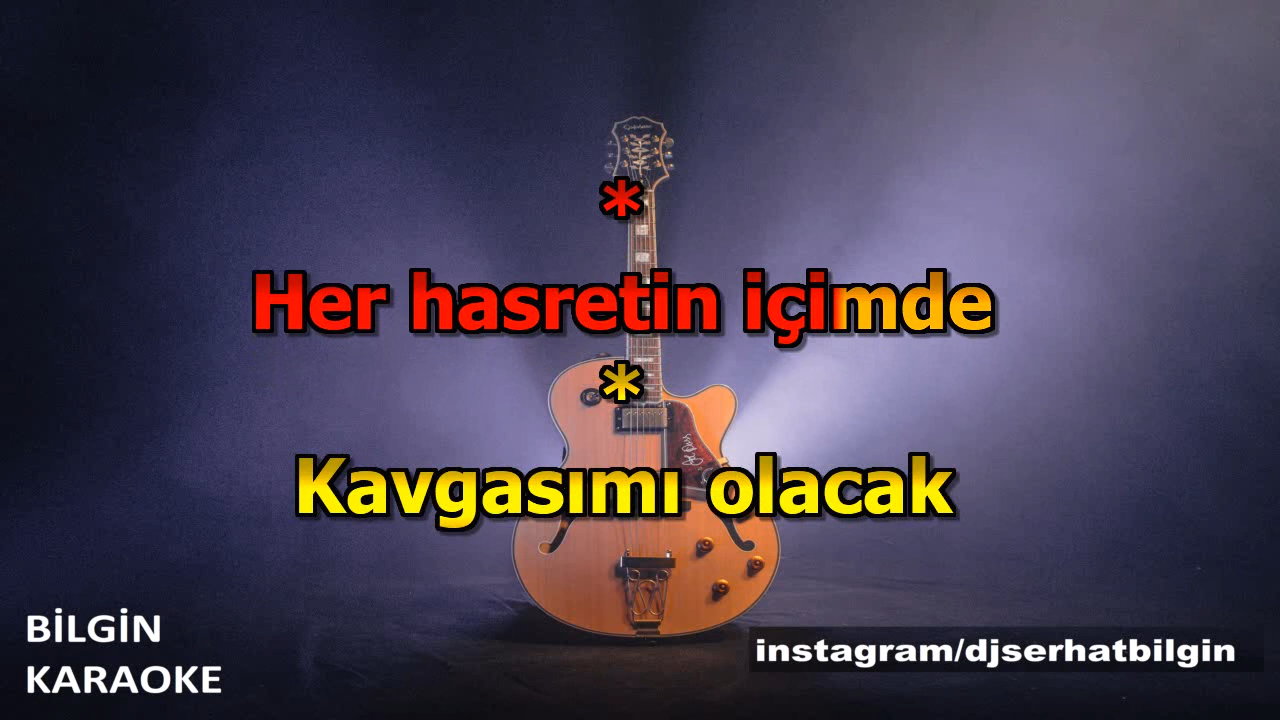 *
Her hasretin içimde
*
Kavgasımı olacak
BİLGİN
KARAOKE
instagram/djserhatbilgin